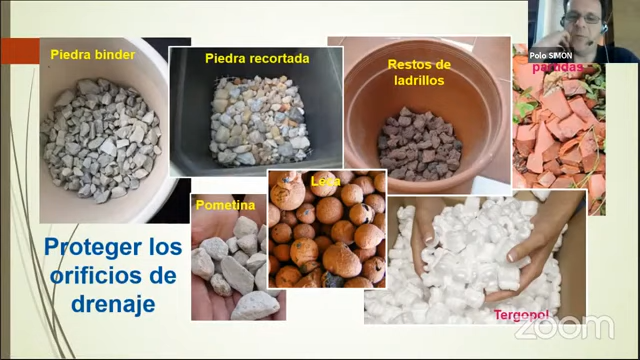 Piedra binder
Piedra recortada
Restos de
ladrillos
Polo SIMON
partidas
Pometina
Leca
Proteger los
orificios de
drenaje
Tergopol
zoom